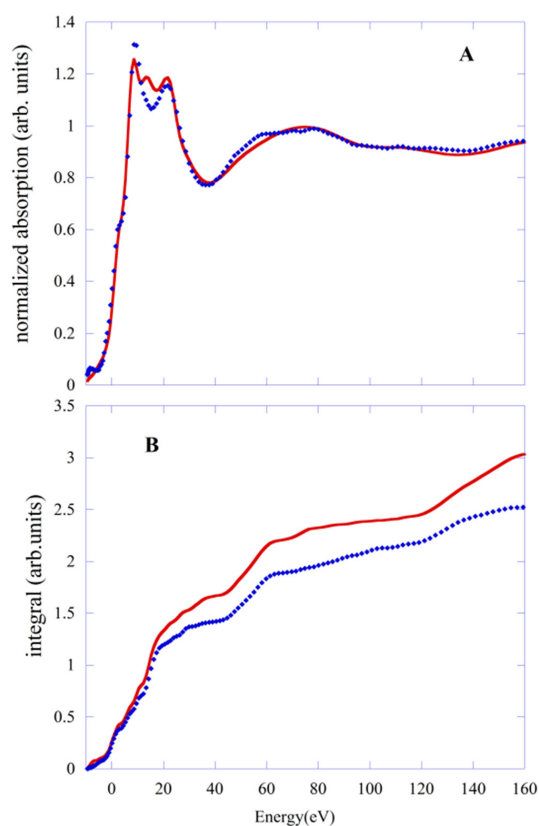 1.4
A
1.2
1
0.8
0.6
0.4
0.2
0
normalized absorption (arb. units)
3.5
B
3
2.5
2
1.5
1
0.5
0
integral (arb.units)
0 20 40 60 80 100 120 140 160
Energy(eV)